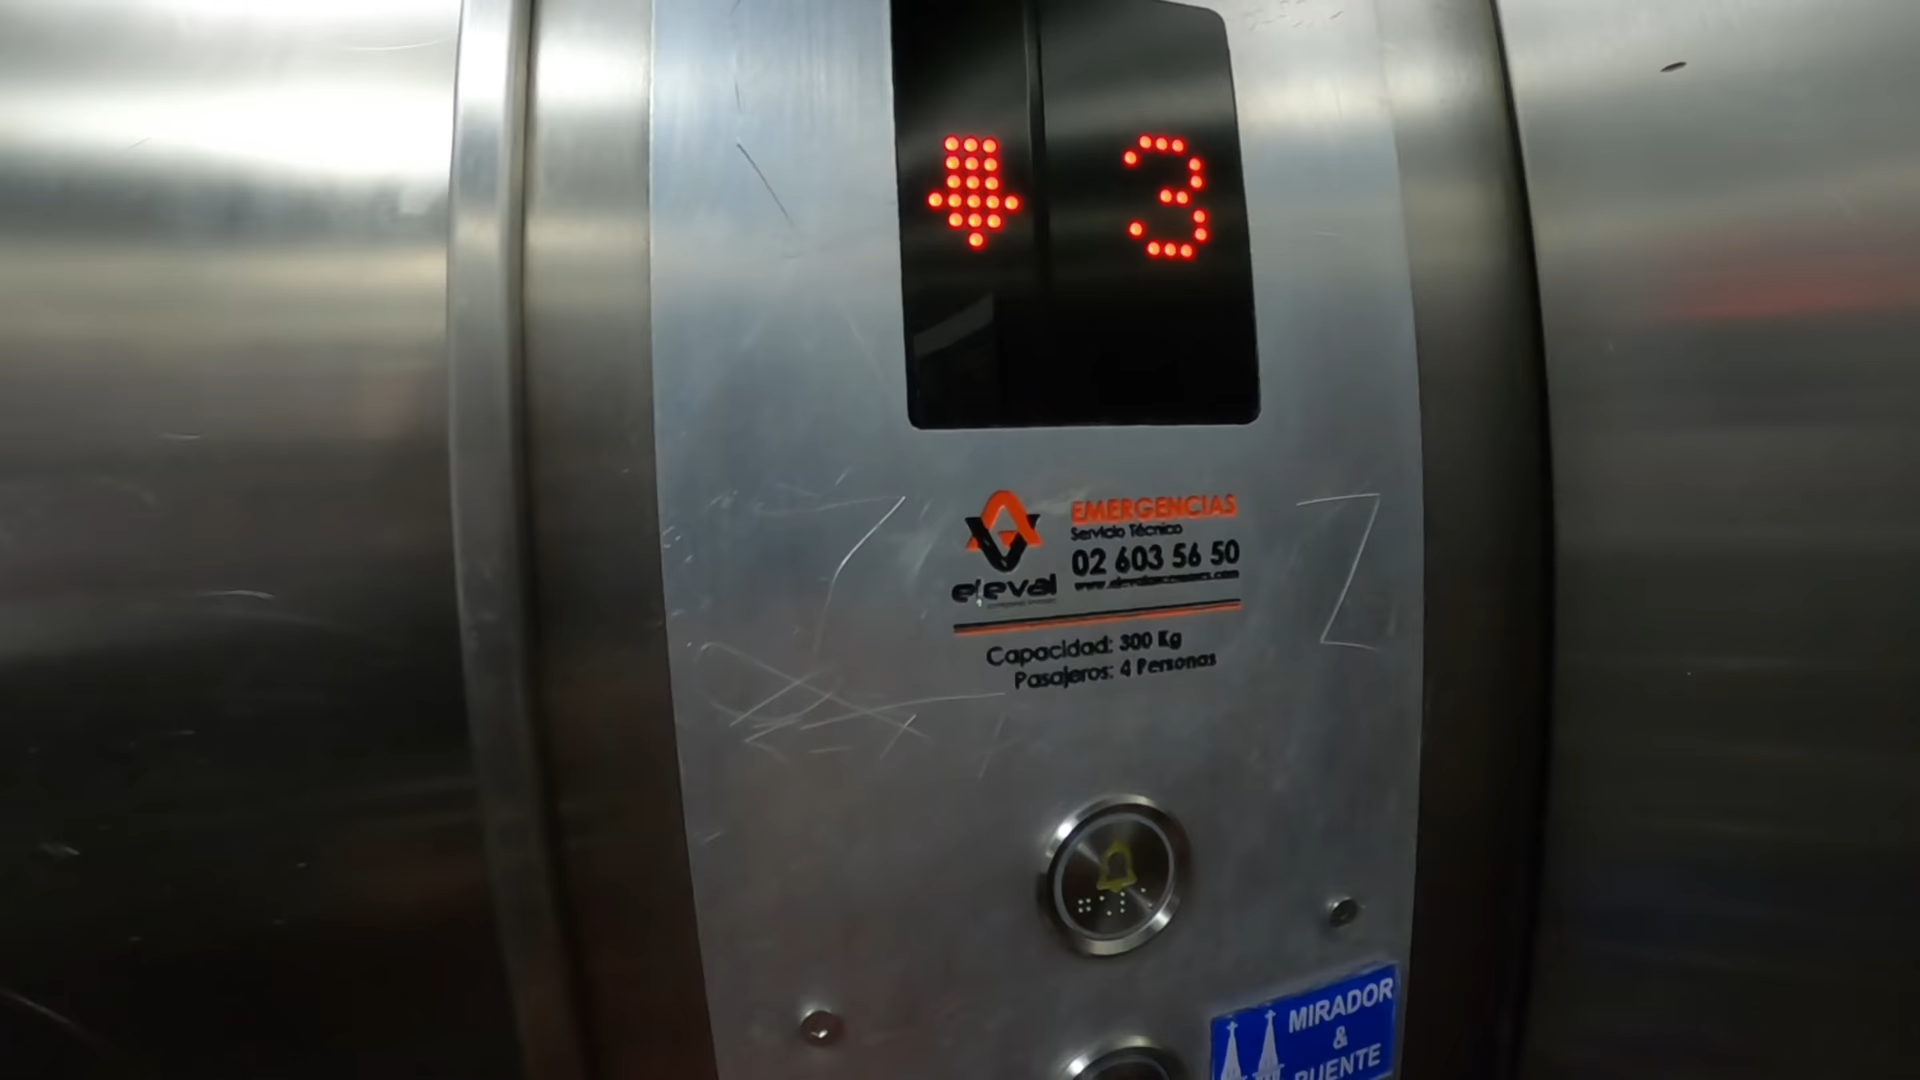 3
EMERGENCIAS
Servicio Técnico
02 603 56 50
eleval
Capacidad: 300 Kg
Pasajeros: 4 Personas
MIRADOR
&
PUENTE